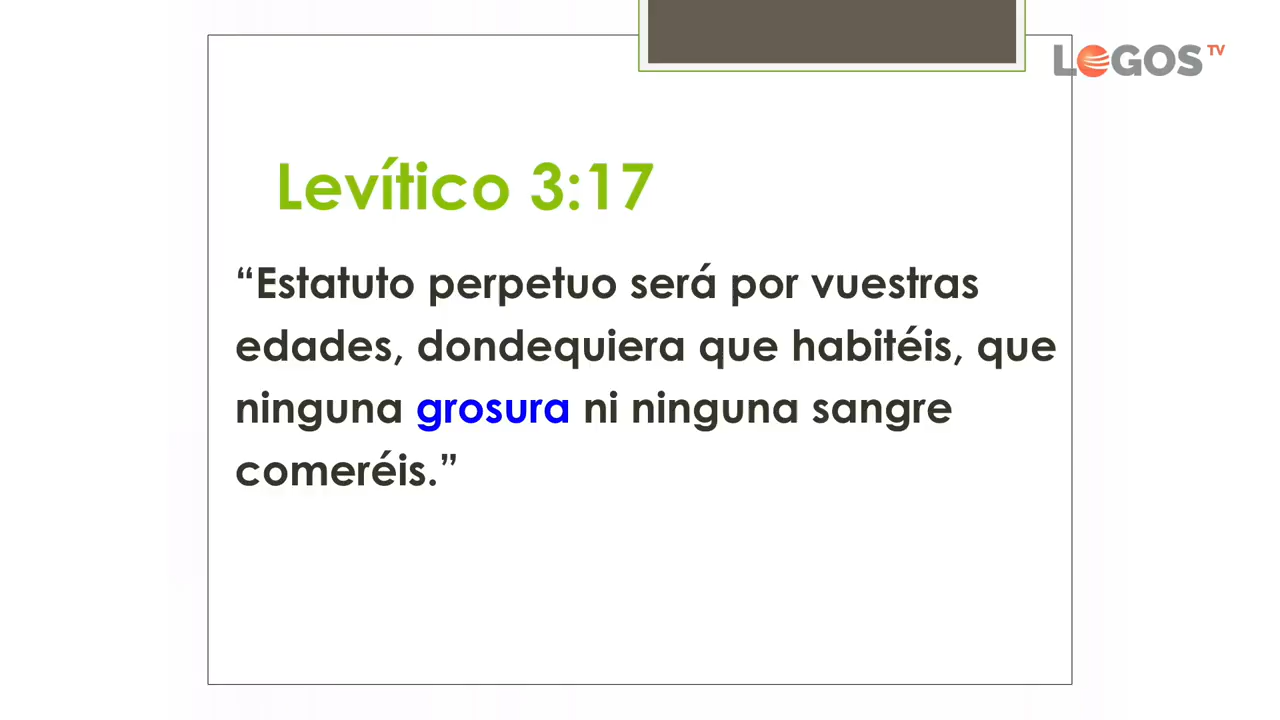 LOGOS TV
Levítico 3:17
“Estatuto perpetuo será por vuestras
edades, dondequiera que habitéis, que
ninguna grosura ni ninguna sangre
comeréis.”